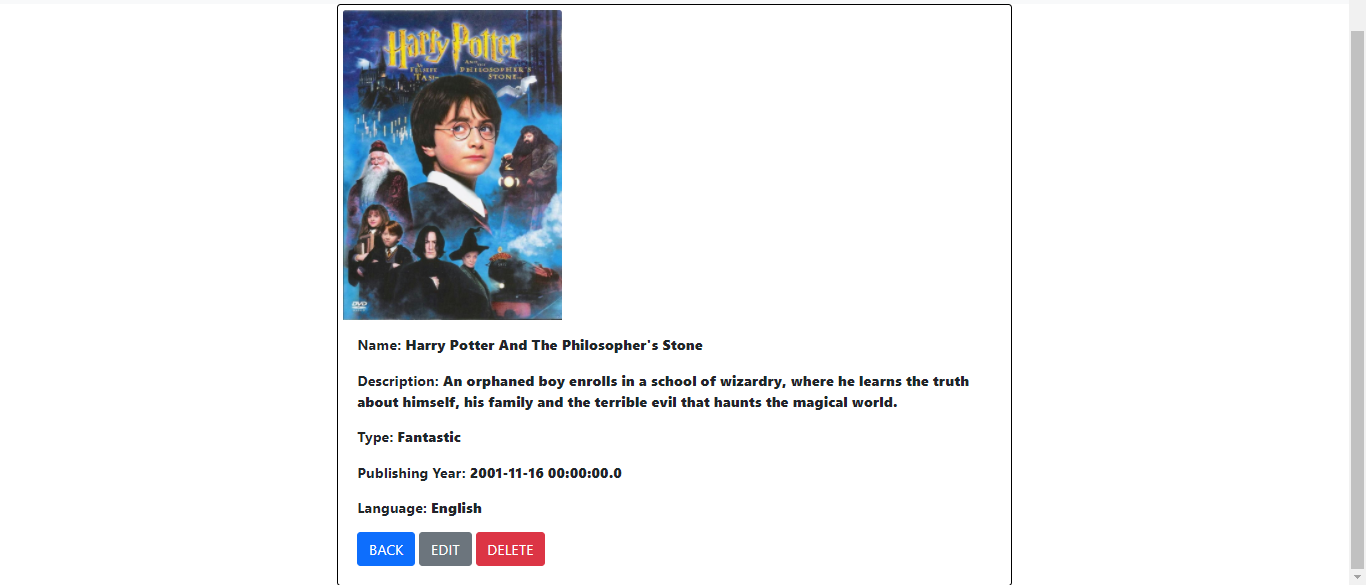 Harry Potter
AND THE
PHILOSOPHER'S
STONE
DVD
Name: Harry Potter And The Philosopher's Stone
Description: An orphaned boy enrolls in a school of wizardry, where he learns the truth
about himself, his family and the terrible evil that haunts the magical world.
Type: Fantastic
Publishing Year: 2001-11-16 00:00:00.0
Language: English
BACK EDIT DELETE